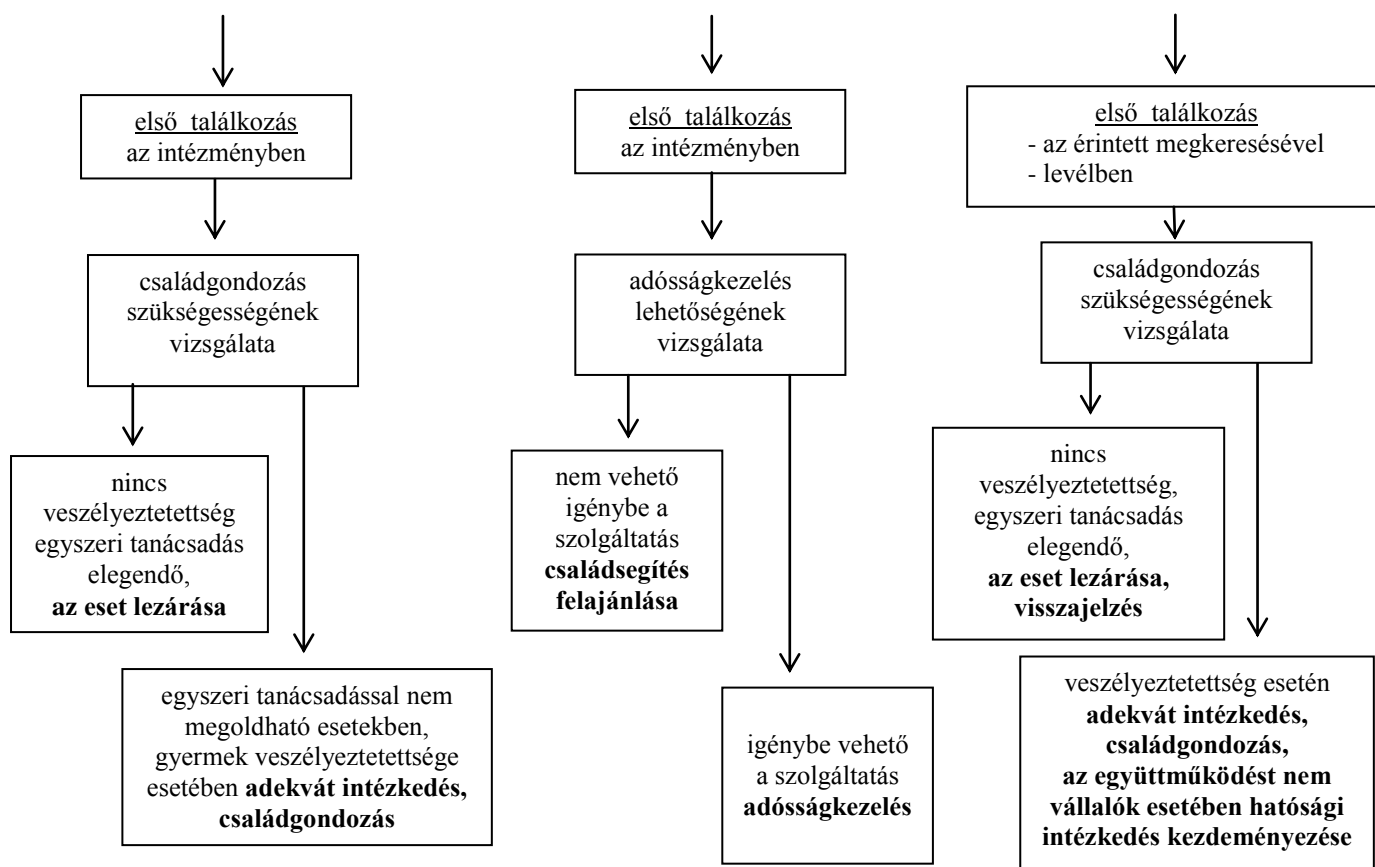 első találkozás
az intézményben
családgondozás
szükségességének
vizsgálata
nincs
veszélyeztetettség
egyszeri tanácsadás
elegendő,
az eset lezárása
egyszeri tanácsadással nem
megoldható esetekben,
gyermek veszélyeztetettsége
esetében adekvát intézkedés,
családgondozás
első találkozás
az intézményben
adósságkezelés
lehetőségének
vizsgálata
nem vehető
igénybe a
szolgáltatás
családsegítés
felajánlása
igénybe vehető
a szolgáltatás
adósságkezelés
első találkozás
- az érintett megkeresésével
- levélben
családgondozás
szükségességének
vizsgálata
nincs
veszélyeztetettség,
egyszeri tanácsadás
elegendő,
az eset lezárása,
visszajelzés
veszélyeztetettség esetén
adekvát intézkedés,
családgondozás,
az együttműködést nem
vállalók esetében hatósági
intézkedés kezdeményezése